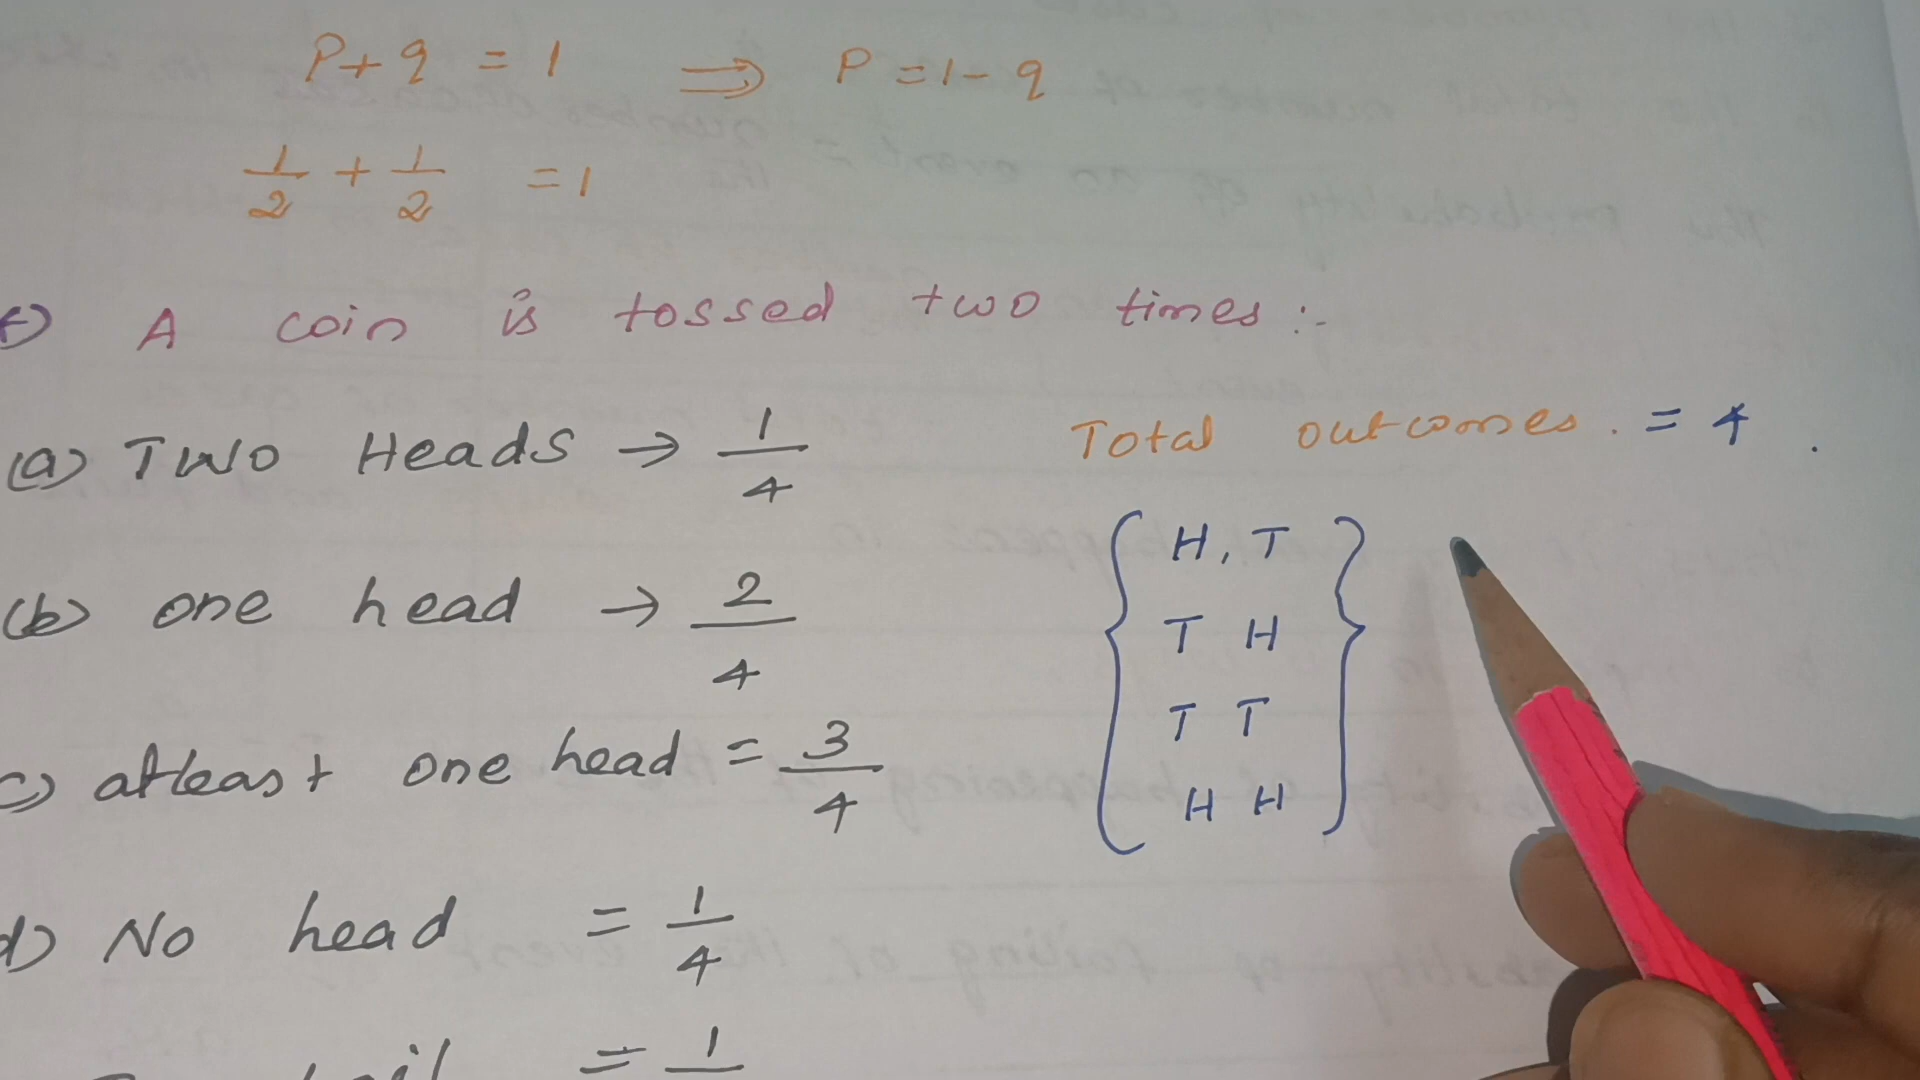 P+q = 1 ⟹ P = 1-q
1/2 + 1/2 = 1
A coin is tossed two times :-
(a) Two Heads → 1/4
Total outcomes. = 4.
(b) one head → 2/4
{ H, T
T H
T T
H H }
c) atleast one head = 3/4
d) No head = 1/4
= 1